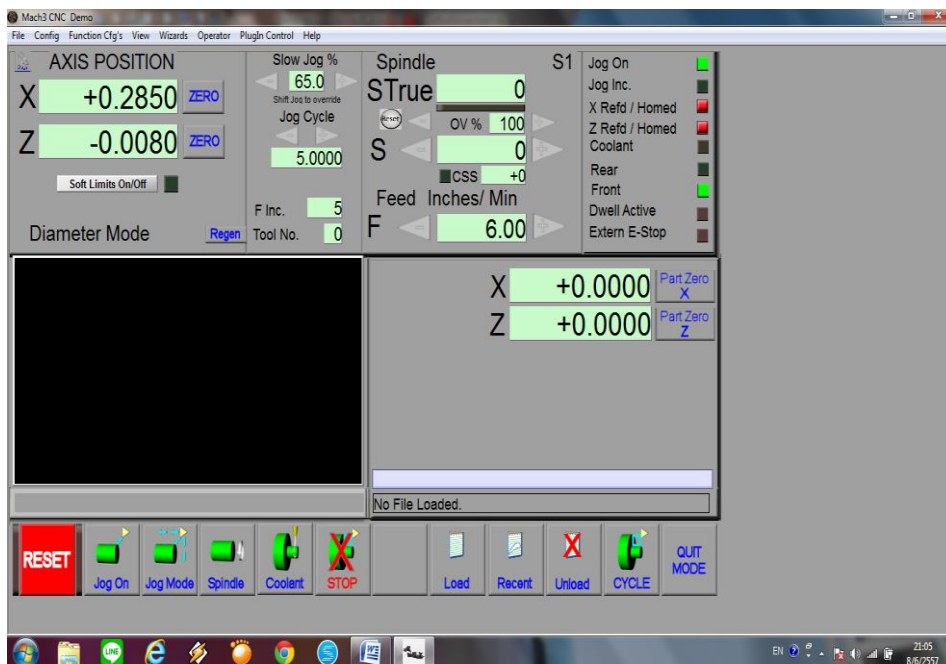 Mach3 CNC Demo
File Config Function Cfg's View Wizards Operator PlugIn Control Help
AXIS POSITION
X +0.2850 ZERO
Z -0.0080 ZERO
Soft Limits On/Off
Diameter Mode
Regen
Slow Jog %
65.0
Shift Jog to override
Jog Cycle
5.0000
F Inc. 5
Tool No. 0
Spindle S1
STrue 0
Reset OV % 100
S 0
CSS +0
Feed Inches/ Min
F 6.00
Jog On
Jog Inc.
X Refd / Homed
Z Refd / Homed
Coolant
Rear
Front
Dwell Active
Extern E-Stop
X +0.0000 Part Zero X
Z +0.0000 Part Zero Z
No File Loaded.
RESET Jog On Jog Mode Spindle Coolant STOP Load Recent Unload CYCLE QUIT MODE
LINE
EN 21:05
8/6/2557